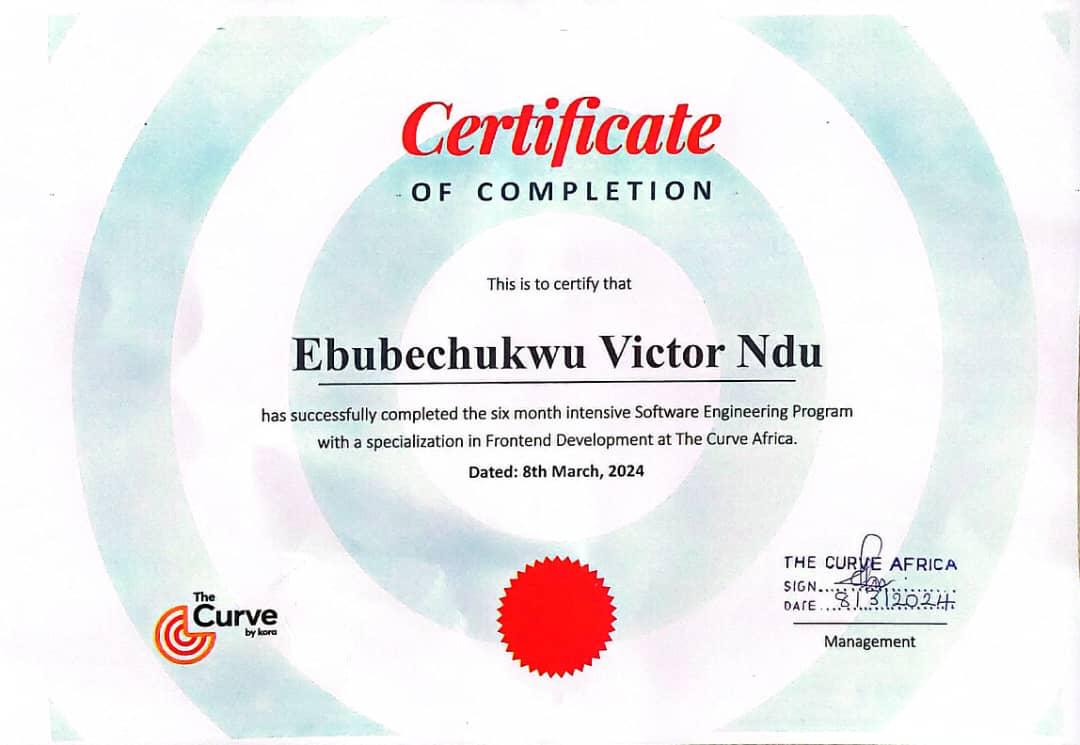 Certificate
OF COMPLETION
This is to certify that
Ebubechukwu Victor Ndu
has successfully completed the six month intensive Software Engineering Program
with a specialization in Frontend Development at The Curve Africa.
Dated: 8th March, 2024
The
Curve
by kora
THE CURVE AFRICA
SIGN..................
DATE....8/3/2024
Management